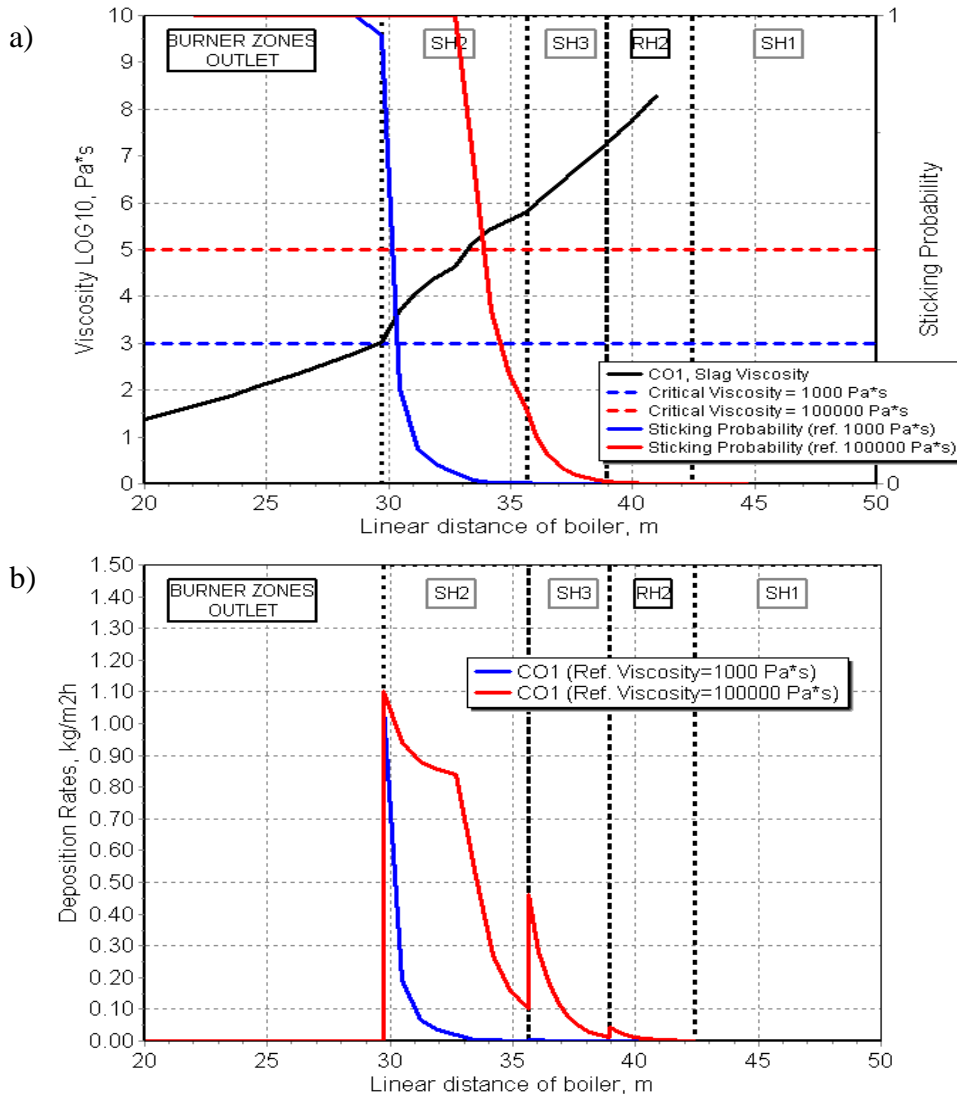 a)
BURNER ZONES
OUTLET
SH2
SH3
RH2
SH1
10
9
8
7
6
5
4
3
2
1
0
1
0
Viscosity LOG10, Pa*s
Sticking Probability
CO1, Slag Viscosity
Critical Viscosity = 1000 Pa*s
Critical Viscosity = 100000 Pa*s
Sticking Probability (ref. 1000 Pa*s)
Sticking Probability (ref. 100000 Pa*s)
20 25 30 35 40 45 50
Linear distance of boiler, m
b)
BURNER ZONES
OUTLET
SH2
SH3
RH2
SH1
1.50
1.40
1.30
1.20
1.10
1.00
0.90
0.80
0.70
0.60
0.50
0.40
0.30
0.20
0.10
0.00
Deposition Rates, kg/m2h
CO1 (Ref. Viscosity=1000 Pa*s)
CO1 (Ref. Viscosity=100000 Pa*s)
20 25 30 35 40 45 50
Linear distance of boiler, m